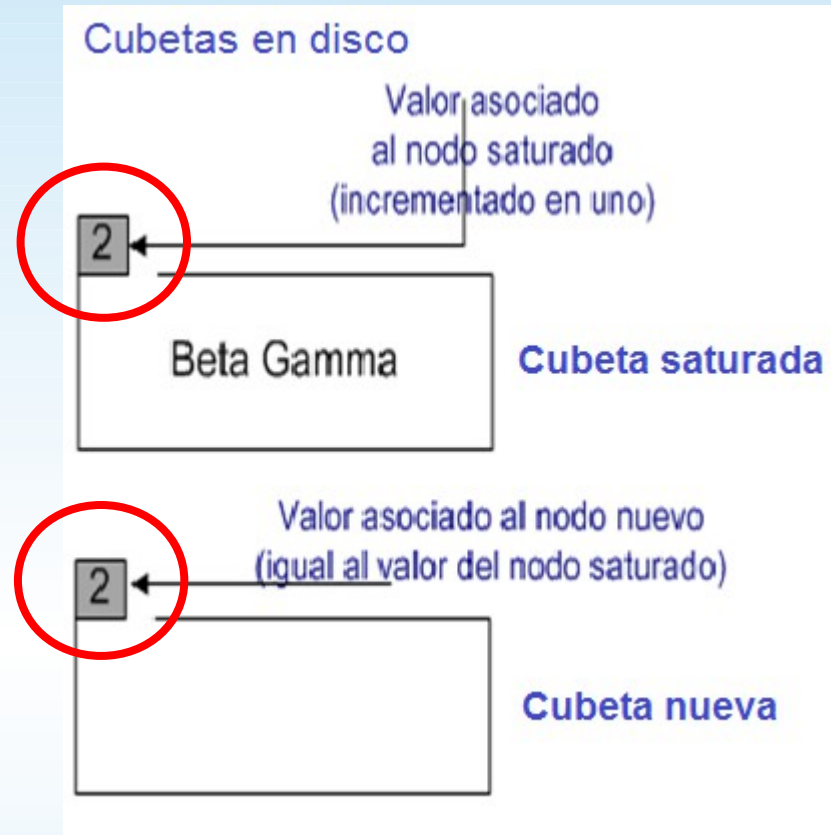 Cubetas en disco
Valor asociado
al nodo saturado
(incrementado en uno)
2
Beta Gamma
Cubeta saturada
Valor asociado al nodo nuevo
(igual al valor del nodo saturado)
2
Cubeta nueva